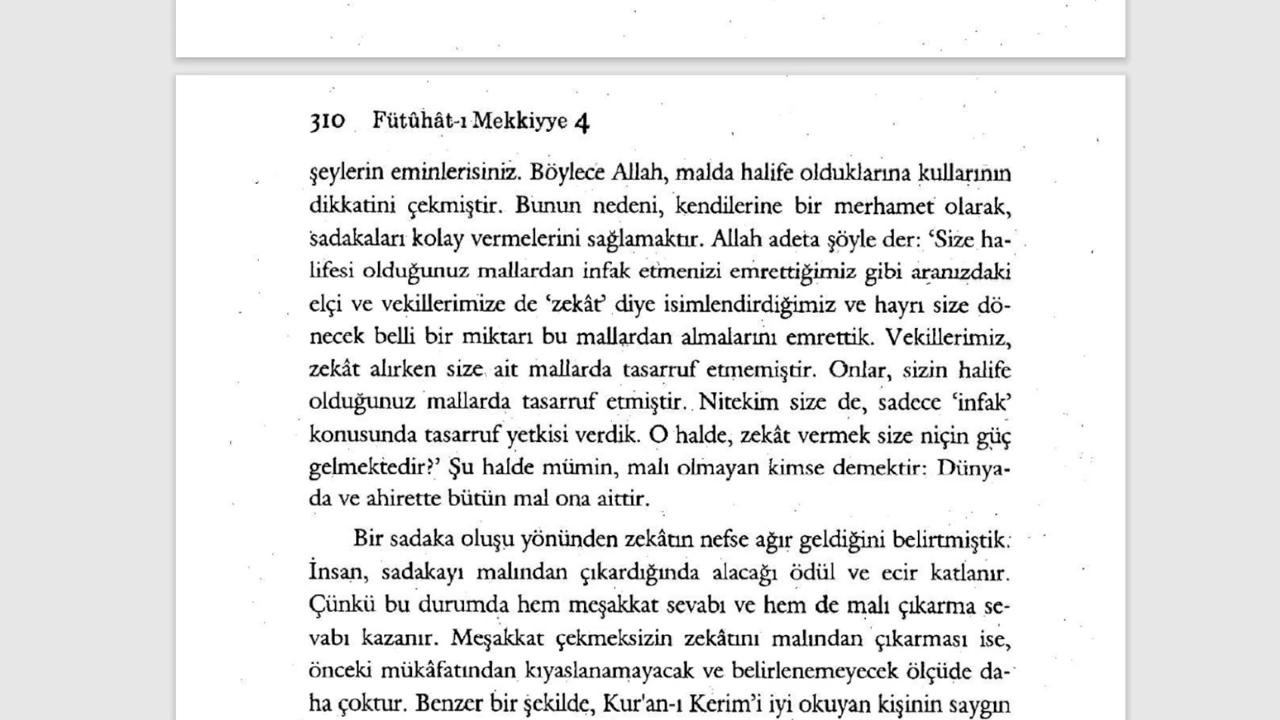 310 Fütûhât-ı Mekkiyye 4
şeylerin eminlerisiniz. Böylece Allah, malda halife olduklarına kullarının
dikkatini çekmiştir. Bunun nedeni, kendilerine bir merhamet olarak,
sadakaları kolay vermelerini sağlamaktır. Allah adeta şöyle der: ‘Size ha-
lifesi olduğunuz mallardan infak etmenizi emrettiğimiz gibi aranızdaki
elçi ve vekillerimize de ‘zekât’ diye isimlendirdiğimiz ve hayrı size dö-
necek belli bir miktarı bu mallardan almalarını emrettik. Vekillerimiz,
zekât alırken size ait mallarda tasarruf etmemiştir. Onlar, sizin halife
olduğunuz mallarda tasarruf etmiştir. Nitekim size de, sadece ‘infak’
konusunda tasarruf yetkisi verdik. O halde, zekât vermek size niçin güç
gelmektedir?’ Şu halde mümin, malı olmayan kimse demektir: Dünya-
da ve ahirette bütün mal ona aittir.
Bir sadaka oluşu yönünden zekâtın nefse ağır geldiğini belirtmiştik.
İnsan, sadakayı malından çıkardığında alacağı ödül ve ecir katlanır.
Çünkü bu durumda hem meşakkat sevabı ve hem de malı çıkarma se-
vabı kazanır. Meşakkat çekmeksizin zekâtını malından çıkarması ise,
önceki mükâfatından kıyaslanamayacak ve belirlenemeyecek ölçüde da-
ha çoktur. Benzer bir şekilde, Kur'an-ı Kerim’i iyi okuyan kişinin saygın